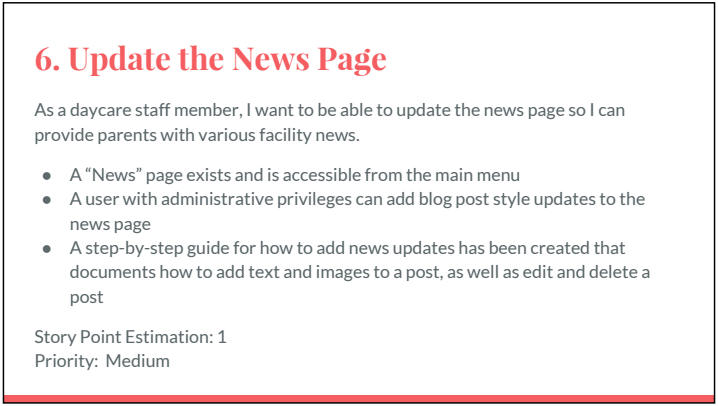 6. Update the News Page
As a daycare staff member, I want to be able to update the news page so I can
provide parents with various facility news.
● A “News” page exists and is accessible from the main menu
● A user with administrative privileges can add blog post style updates to the
news page
● A step-by-step guide for how to add news updates has been created that
documents how to add text and images to a post, as well as edit and delete a
post
Story Point Estimation: 1
Priority:  Medium